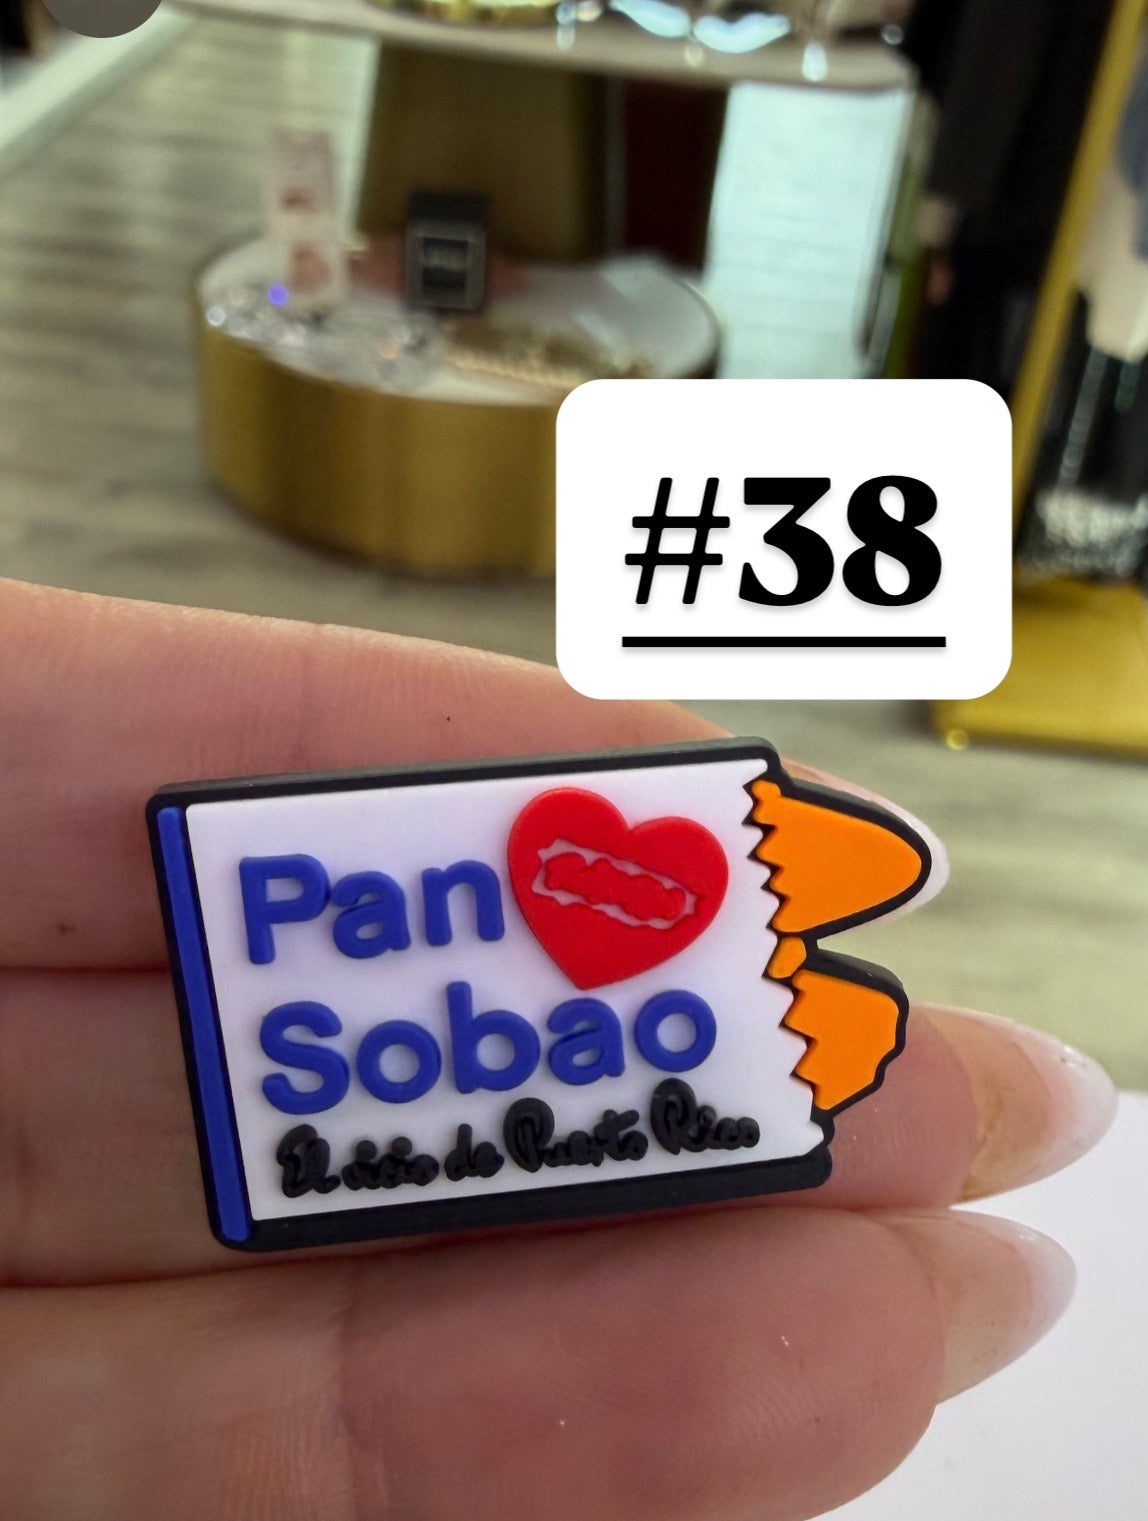 #38
Pan
Sobao
El vicio de Puerto Rico